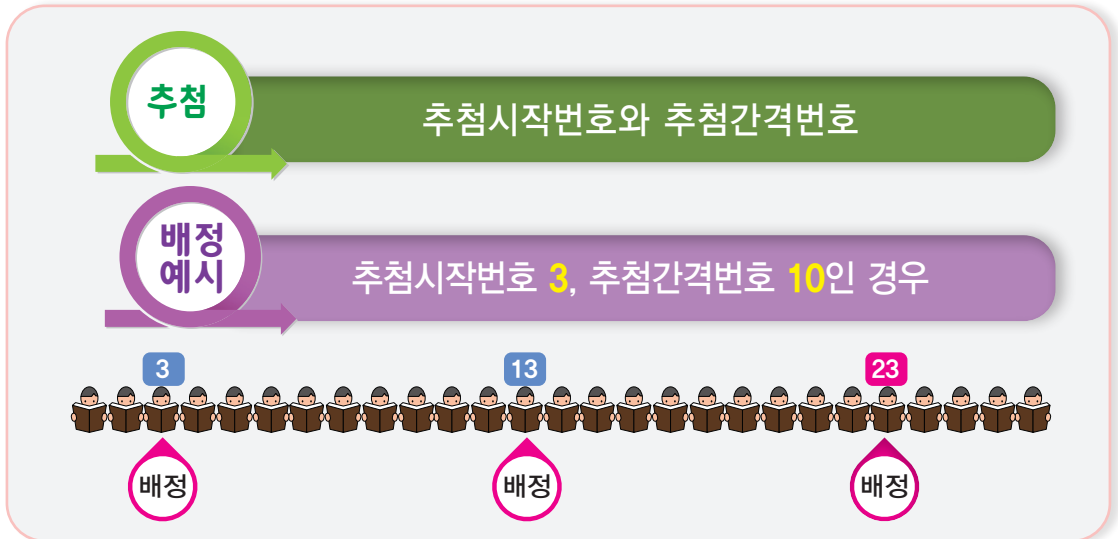 추첨
추첨시작번호와 추첨간격번호
배정
예시
추첨시작번호 3, 추첨간격번호 10인 경우
3 13 23
배정 배정 배정